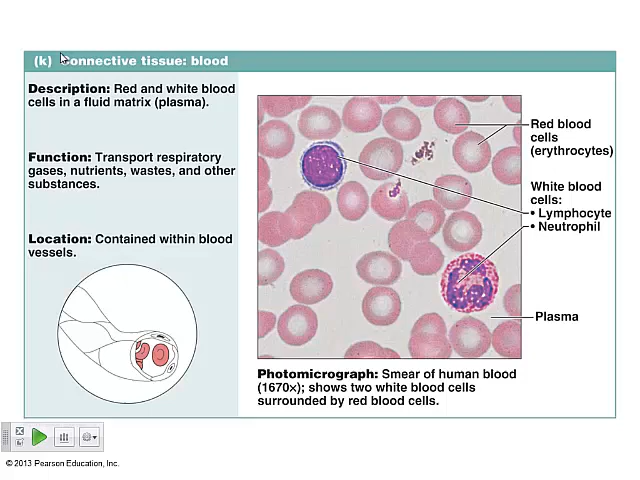 (k) Connective tissue: blood
Description: Red and white blood
cells in a fluid matrix (plasma).
Function: Transport respiratory
gases, nutrients, wastes, and other
substances.
Location: Contained within blood
vessels.
Red blood
cells
(erythrocytes)
White blood
cells:
• Lymphocyte
• Neutrophil
Plasma
Photomicrograph: Smear of human blood
(1670×); shows two white blood cells
surrounded by red blood cells.
© 2013 Pearson Education, Inc.